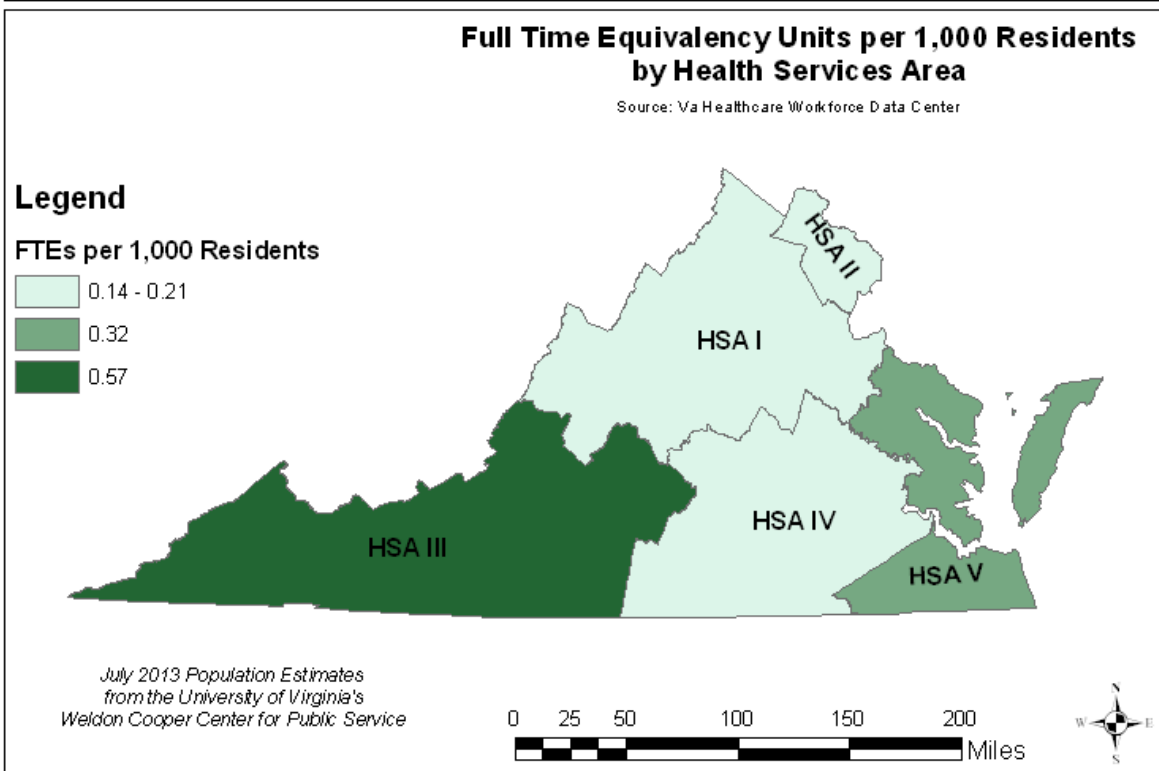 Full Time Equivalency Units per 1,000 Residents
by Health Services Area
Source: Va Healthcare Workforce Data Center
Legend
FTEs per 1,000 Residents
0.14 - 0.21
0.32
0.57
HSA II
HSA I
HSA IV
HSA III
HSA V
July 2013 Population Estimates
from the University of Virginia's
Weldon Cooper Center for Public Service
0 25 50 100 150 200
Miles
N
W E
S